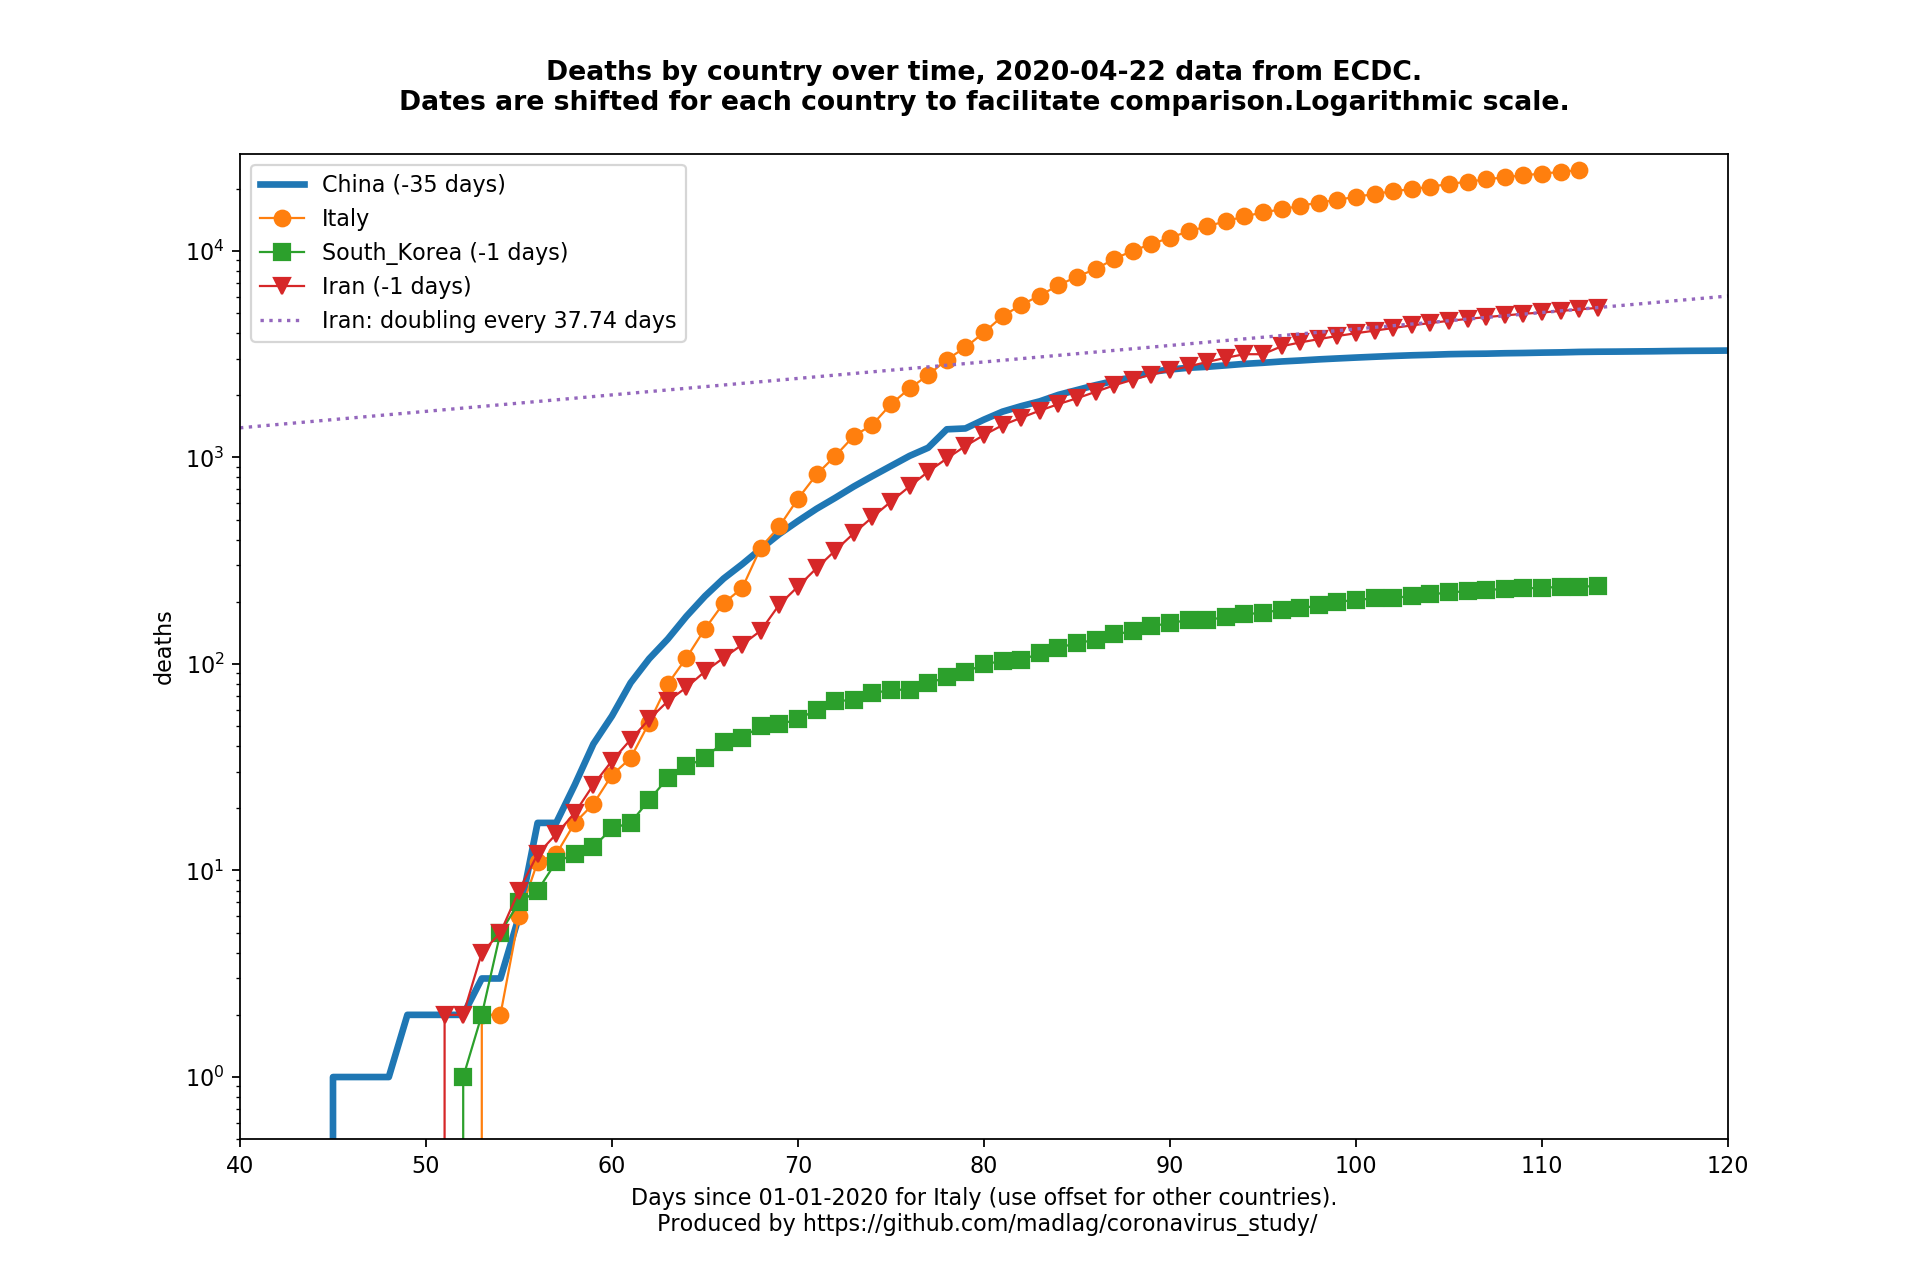 Deaths by country over time, 2020-04-22 data from ECDC.
Dates are shifted for each country to facilitate comparison.Logarithmic scale.
China (-35 days)
Italy
South_Korea (-1 days)
Iran (-1 days)
Iran: doubling every 37.74 days
deaths
10^4
10^3
10^2
10^1
10^0
40 50 60 70 80 90 100 110 120
Days since 01-01-2020 for Italy (use offset for other countries).
Produced by https://github.com/madlag/coronavirus_study/